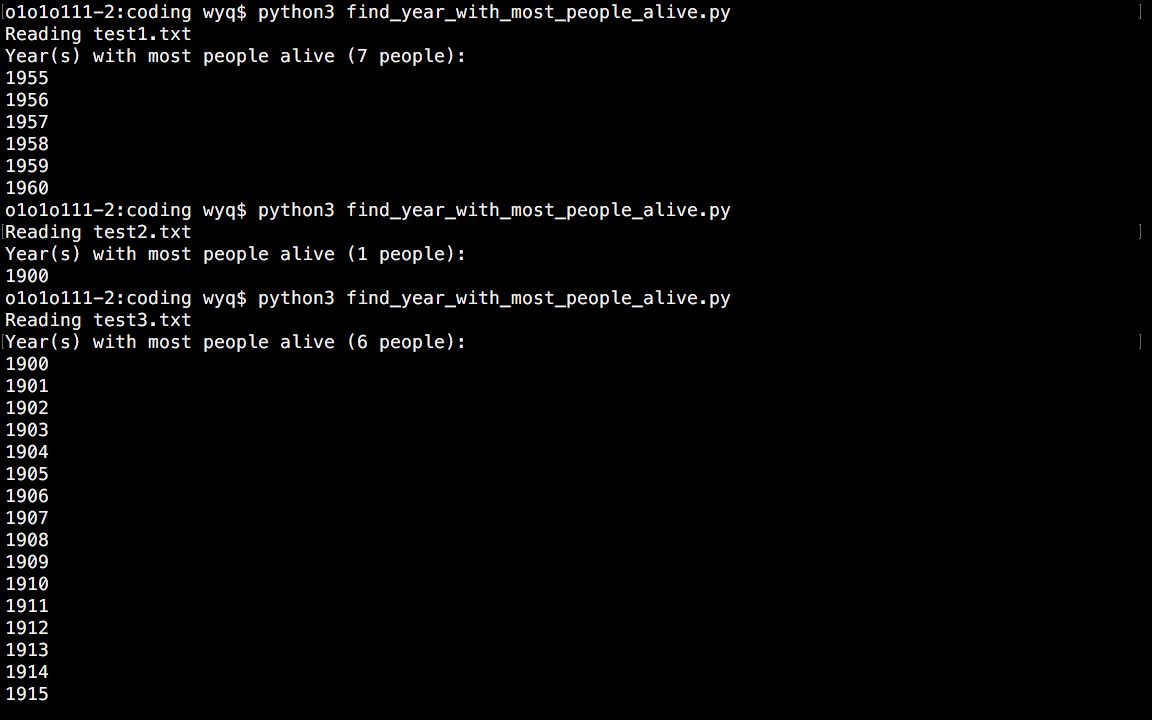 [o1o1o111-2:coding wyq$ python3 find_year_with_most_people_alive.py ]
Reading test1.txt
Year(s) with most people alive (7 people):
1955
1956
1957
1958
1959
1960
o1o1o111-2:coding wyq$ python3 find_year_with_most_people_alive.py
[Reading test2.txt ]
Year(s) with most people alive (1 people):
1900
o1o1o111-2:coding wyq$ python3 find_year_with_most_people_alive.py
Reading test3.txt
[Year(s) with most people alive (6 people): ]
1900
1901
1902
1903
1904
1905
1906
1907
1908
1909
1910
1911
1912
1913
1914
1915